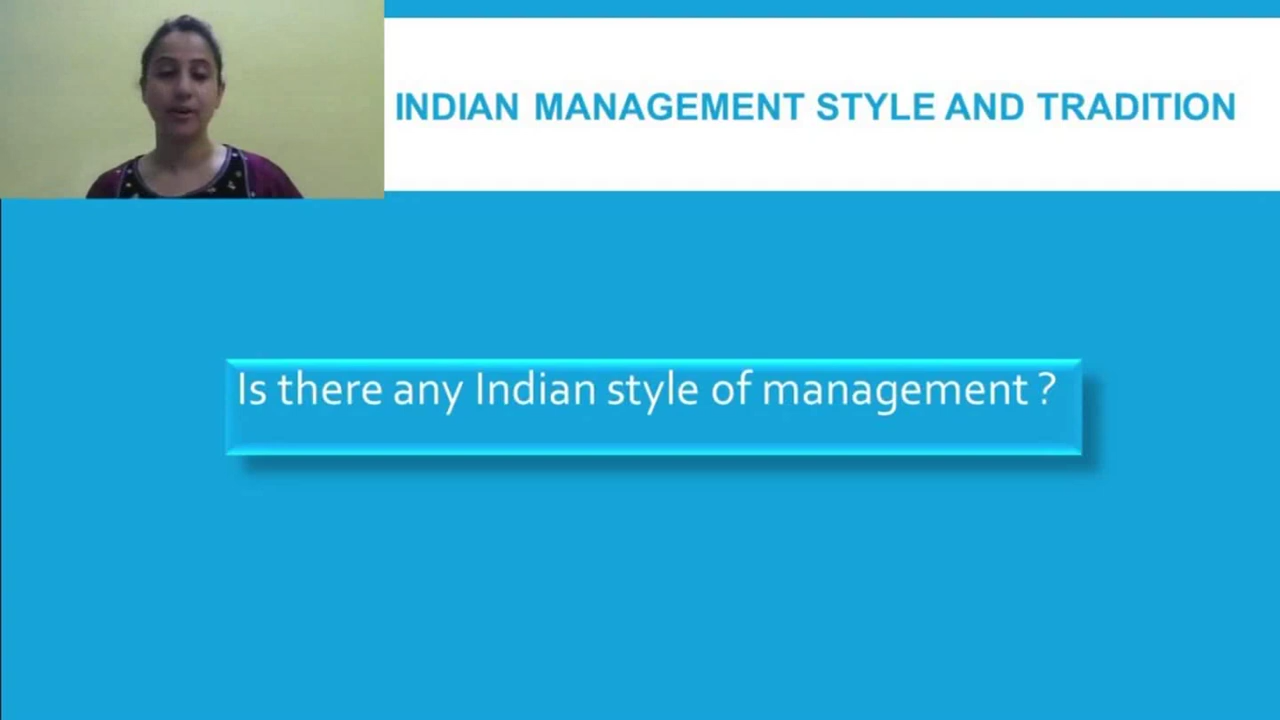 INDIAN MANAGEMENT STYLE AND TRADITION
Is there any Indian style of management ?